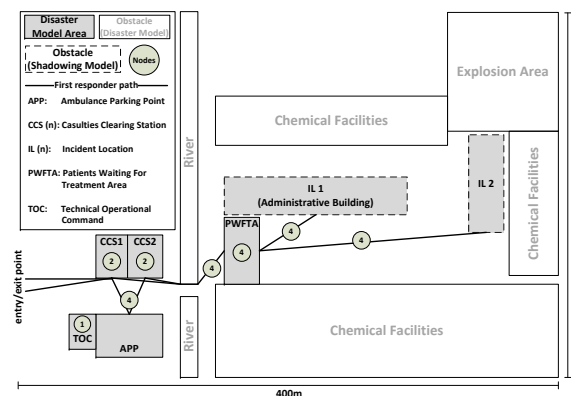 Disaster
Model Area
Obstacle
(Disaster Model)
Obstacle
(Shadowing Model)
Nodes
First responder path
APP: Ambulance Parking Point
CCS (n): Casulties Clearing Station
IL (n): Incident Location
PWFTA: Patients Waiting For
Treatment Area
TOC: Technical Operational
Command
River
Chemical Facilities
Explosion Area
Chemical Facilities
IL 1
(Administrative Building)
IL 2
PWFTA
4
4
4
4
CCS1
CCS2
2
2
entry/exit point
4
1
TOC
APP
River
Chemical Facilities
400m